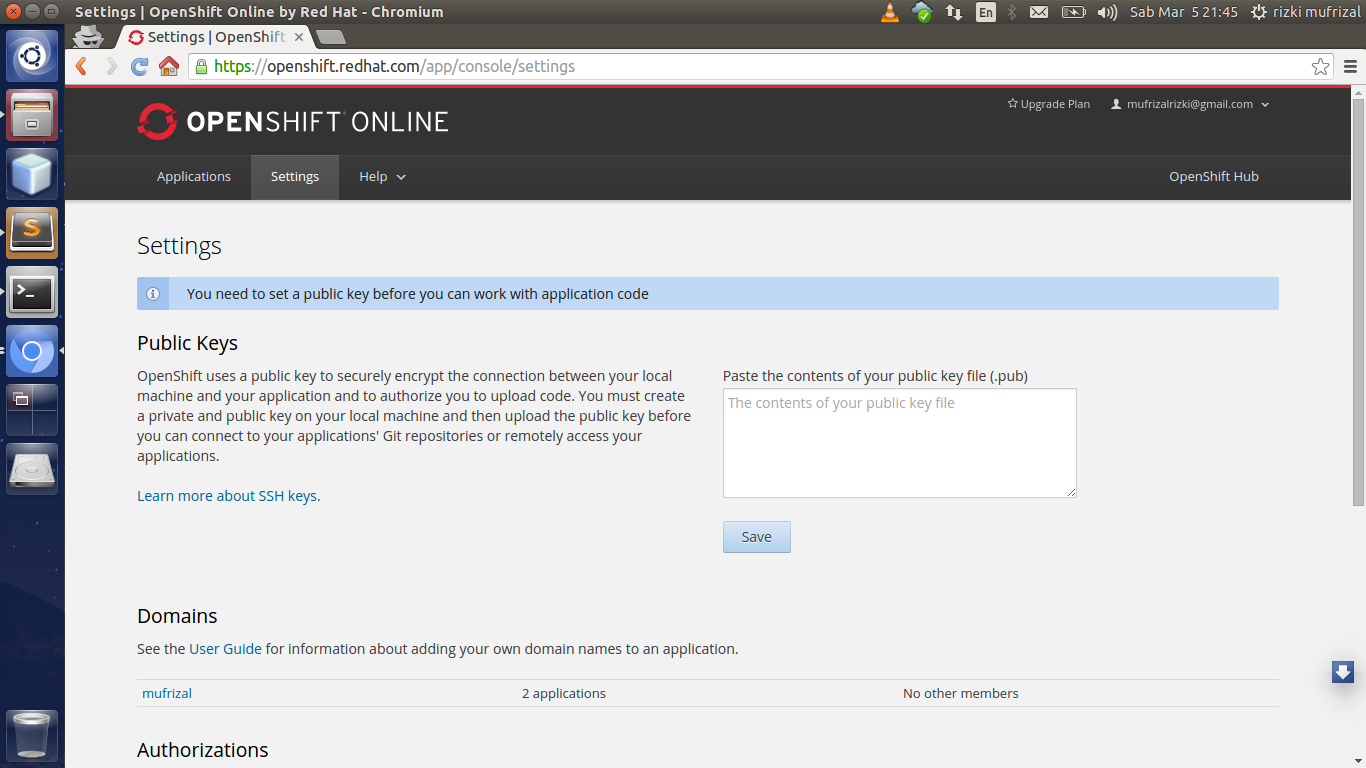 Settings | OpenShift Online by Red Hat - Chromium
En
Sab Mar 5 21:45
rizki mufrizal
Settings | OpenShift
https://openshift.redhat.com/app/console/settings
OPENSHIFT ONLINE
Upgrade Plan
mufrizalrizki@gmail.com
Applications
Settings
Help
OpenShift Hub
Settings
You need to set a public key before you can work with application code
Public Keys
OpenShift uses a public key to securely encrypt the connection between your local
machine and your application and to authorize you to upload code. You must create
a private and public key on your local machine and then upload the public key before
you can connect to your applications' Git repositories or remotely access your
applications.
Learn more about SSH keys.
Paste the contents of your public key file (.pub)
The contents of your public key file
Save
Domains
See the User Guide for information about adding your own domain names to an application.
mufrizal
2 applications
No other members
Authorizations